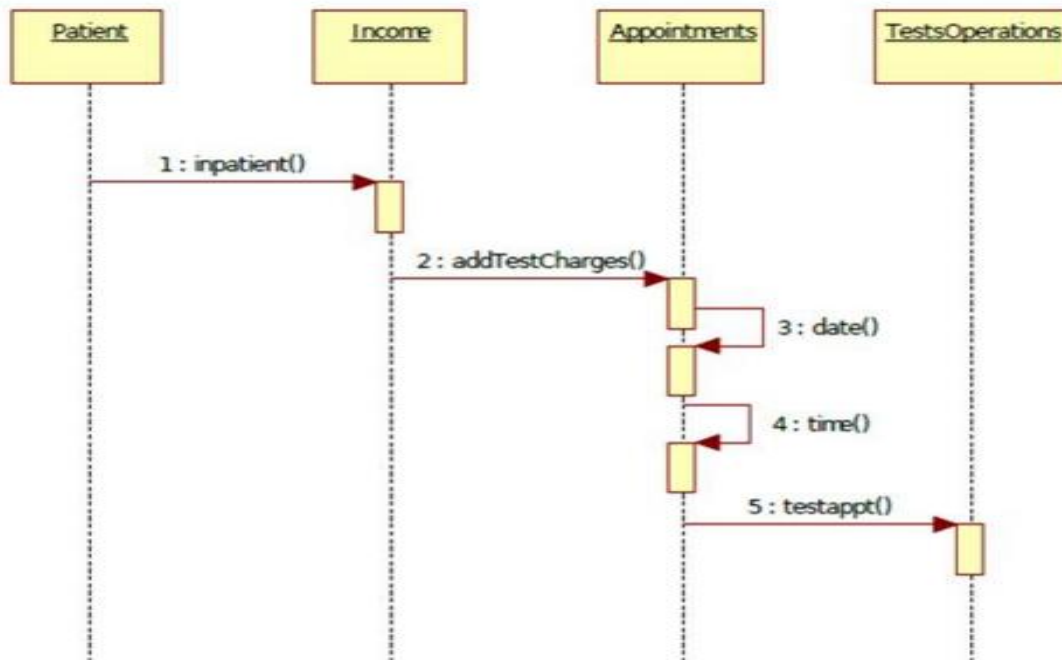 Patient
Income
Appointments
TestsOperations
1 : inpatient()
2 : addTestCharges()
3 : date()
4 : time()
5 : testappt()